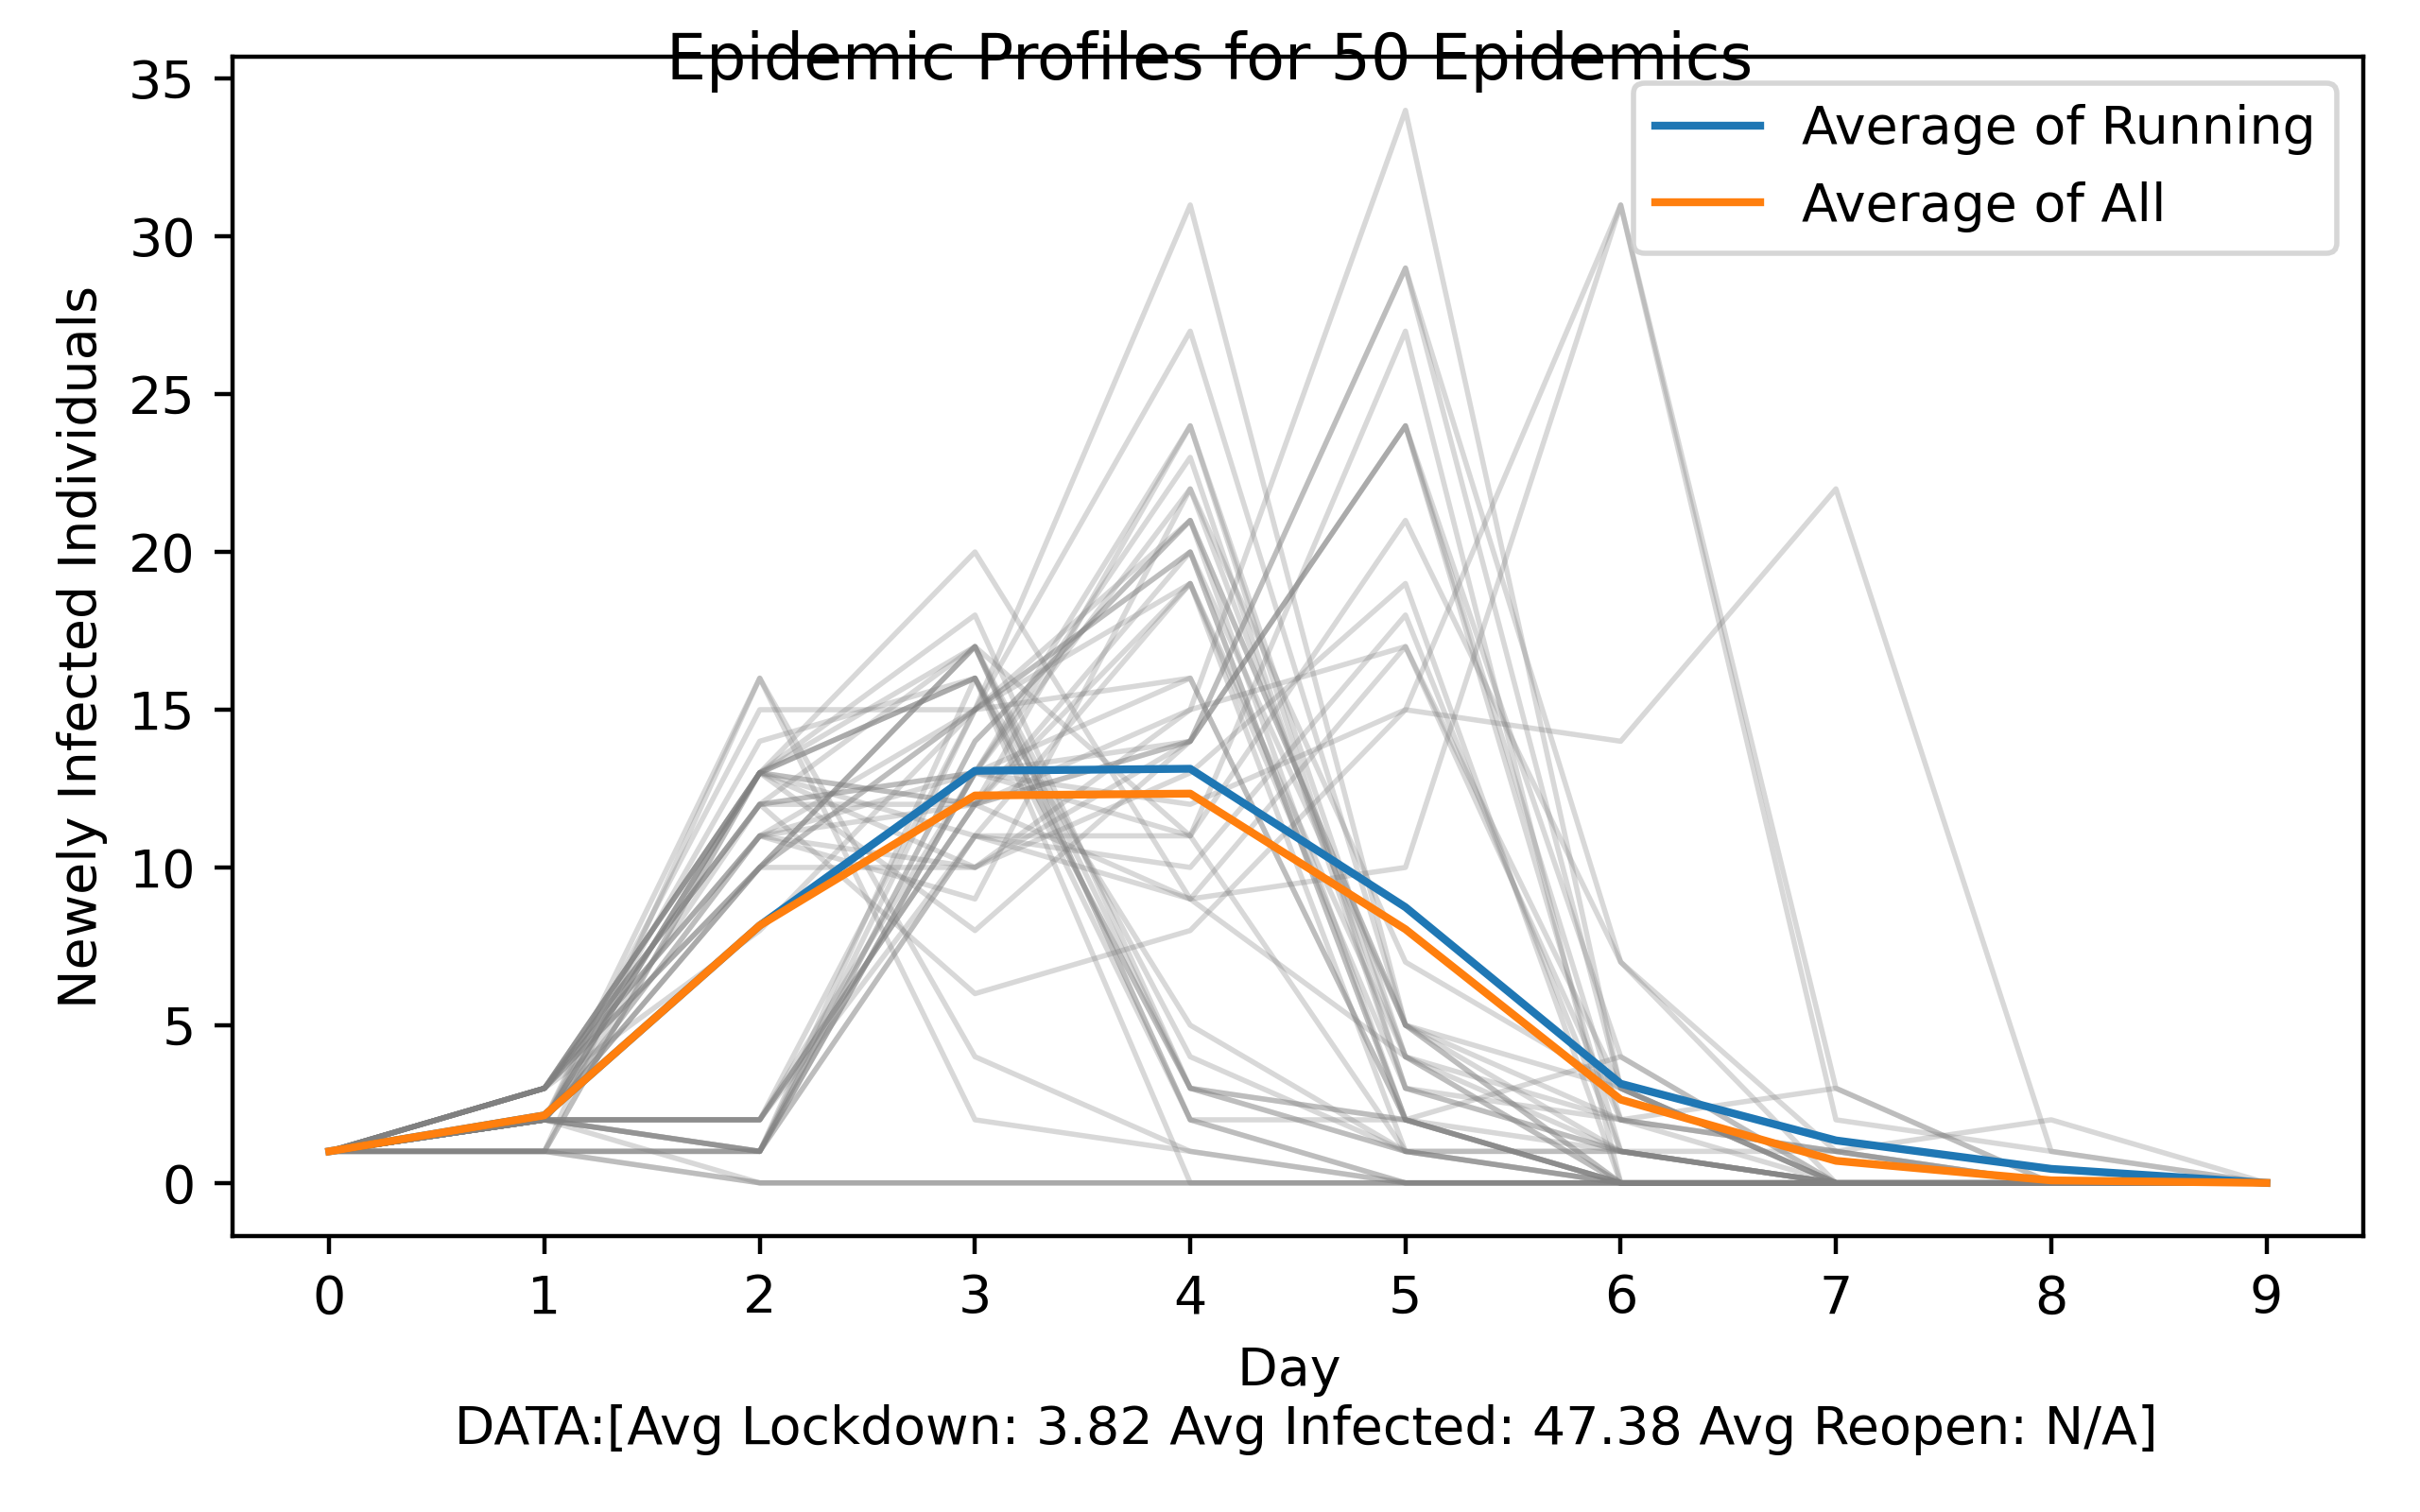 Epidemic Profiles for 50 Epidemics
Average of Running
Average of All
Newely Infected Individuals
35
30
25
20
15
10
5
0
0 1 2 3 4 5 6 7 8 9
Day
DATA:[Avg Lockdown: 3.82 Avg Infected: 47.38 Avg Reopen: N/A]